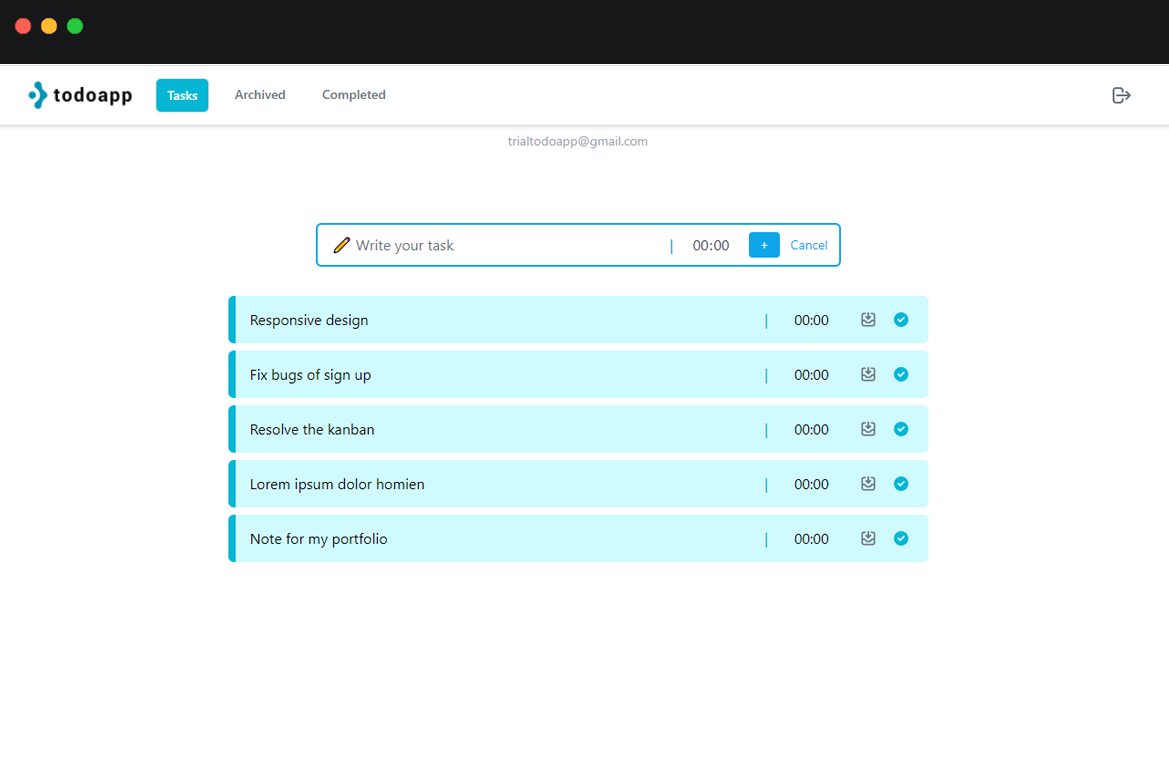 todoapp Tasks Archived Completed
trialtodoapp@gmail.com
Write your task | 00:00 + Cancel
Responsive design | 00:00
Fix bugs of sign up | 00:00
Resolve the kanban | 00:00
Lorem ipsum dolor homien | 00:00
Note for my portfolio | 00:00